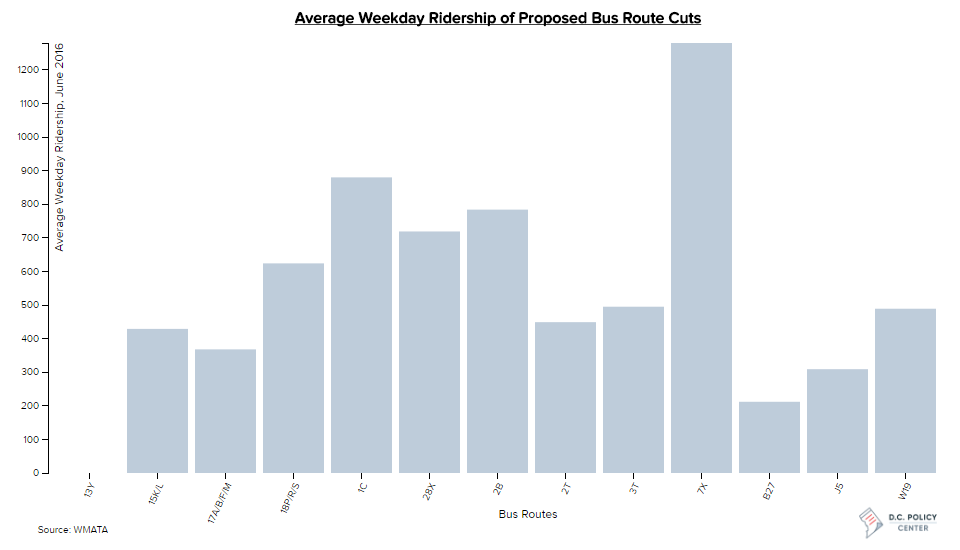 Average Weekday Ridership of Proposed Bus Route Cuts
Average Weekday Ridership, June 2016
1200
1100
1000
900
800
700
600
500
400
300
200
100
0
13Y
15K/L
17A/B/F/M
18P/R/S
1C
28X
2B
2T
3T
7X
B27
J5
W19
Bus Routes
Source: WMATA
D.C. POLICY
CENTER